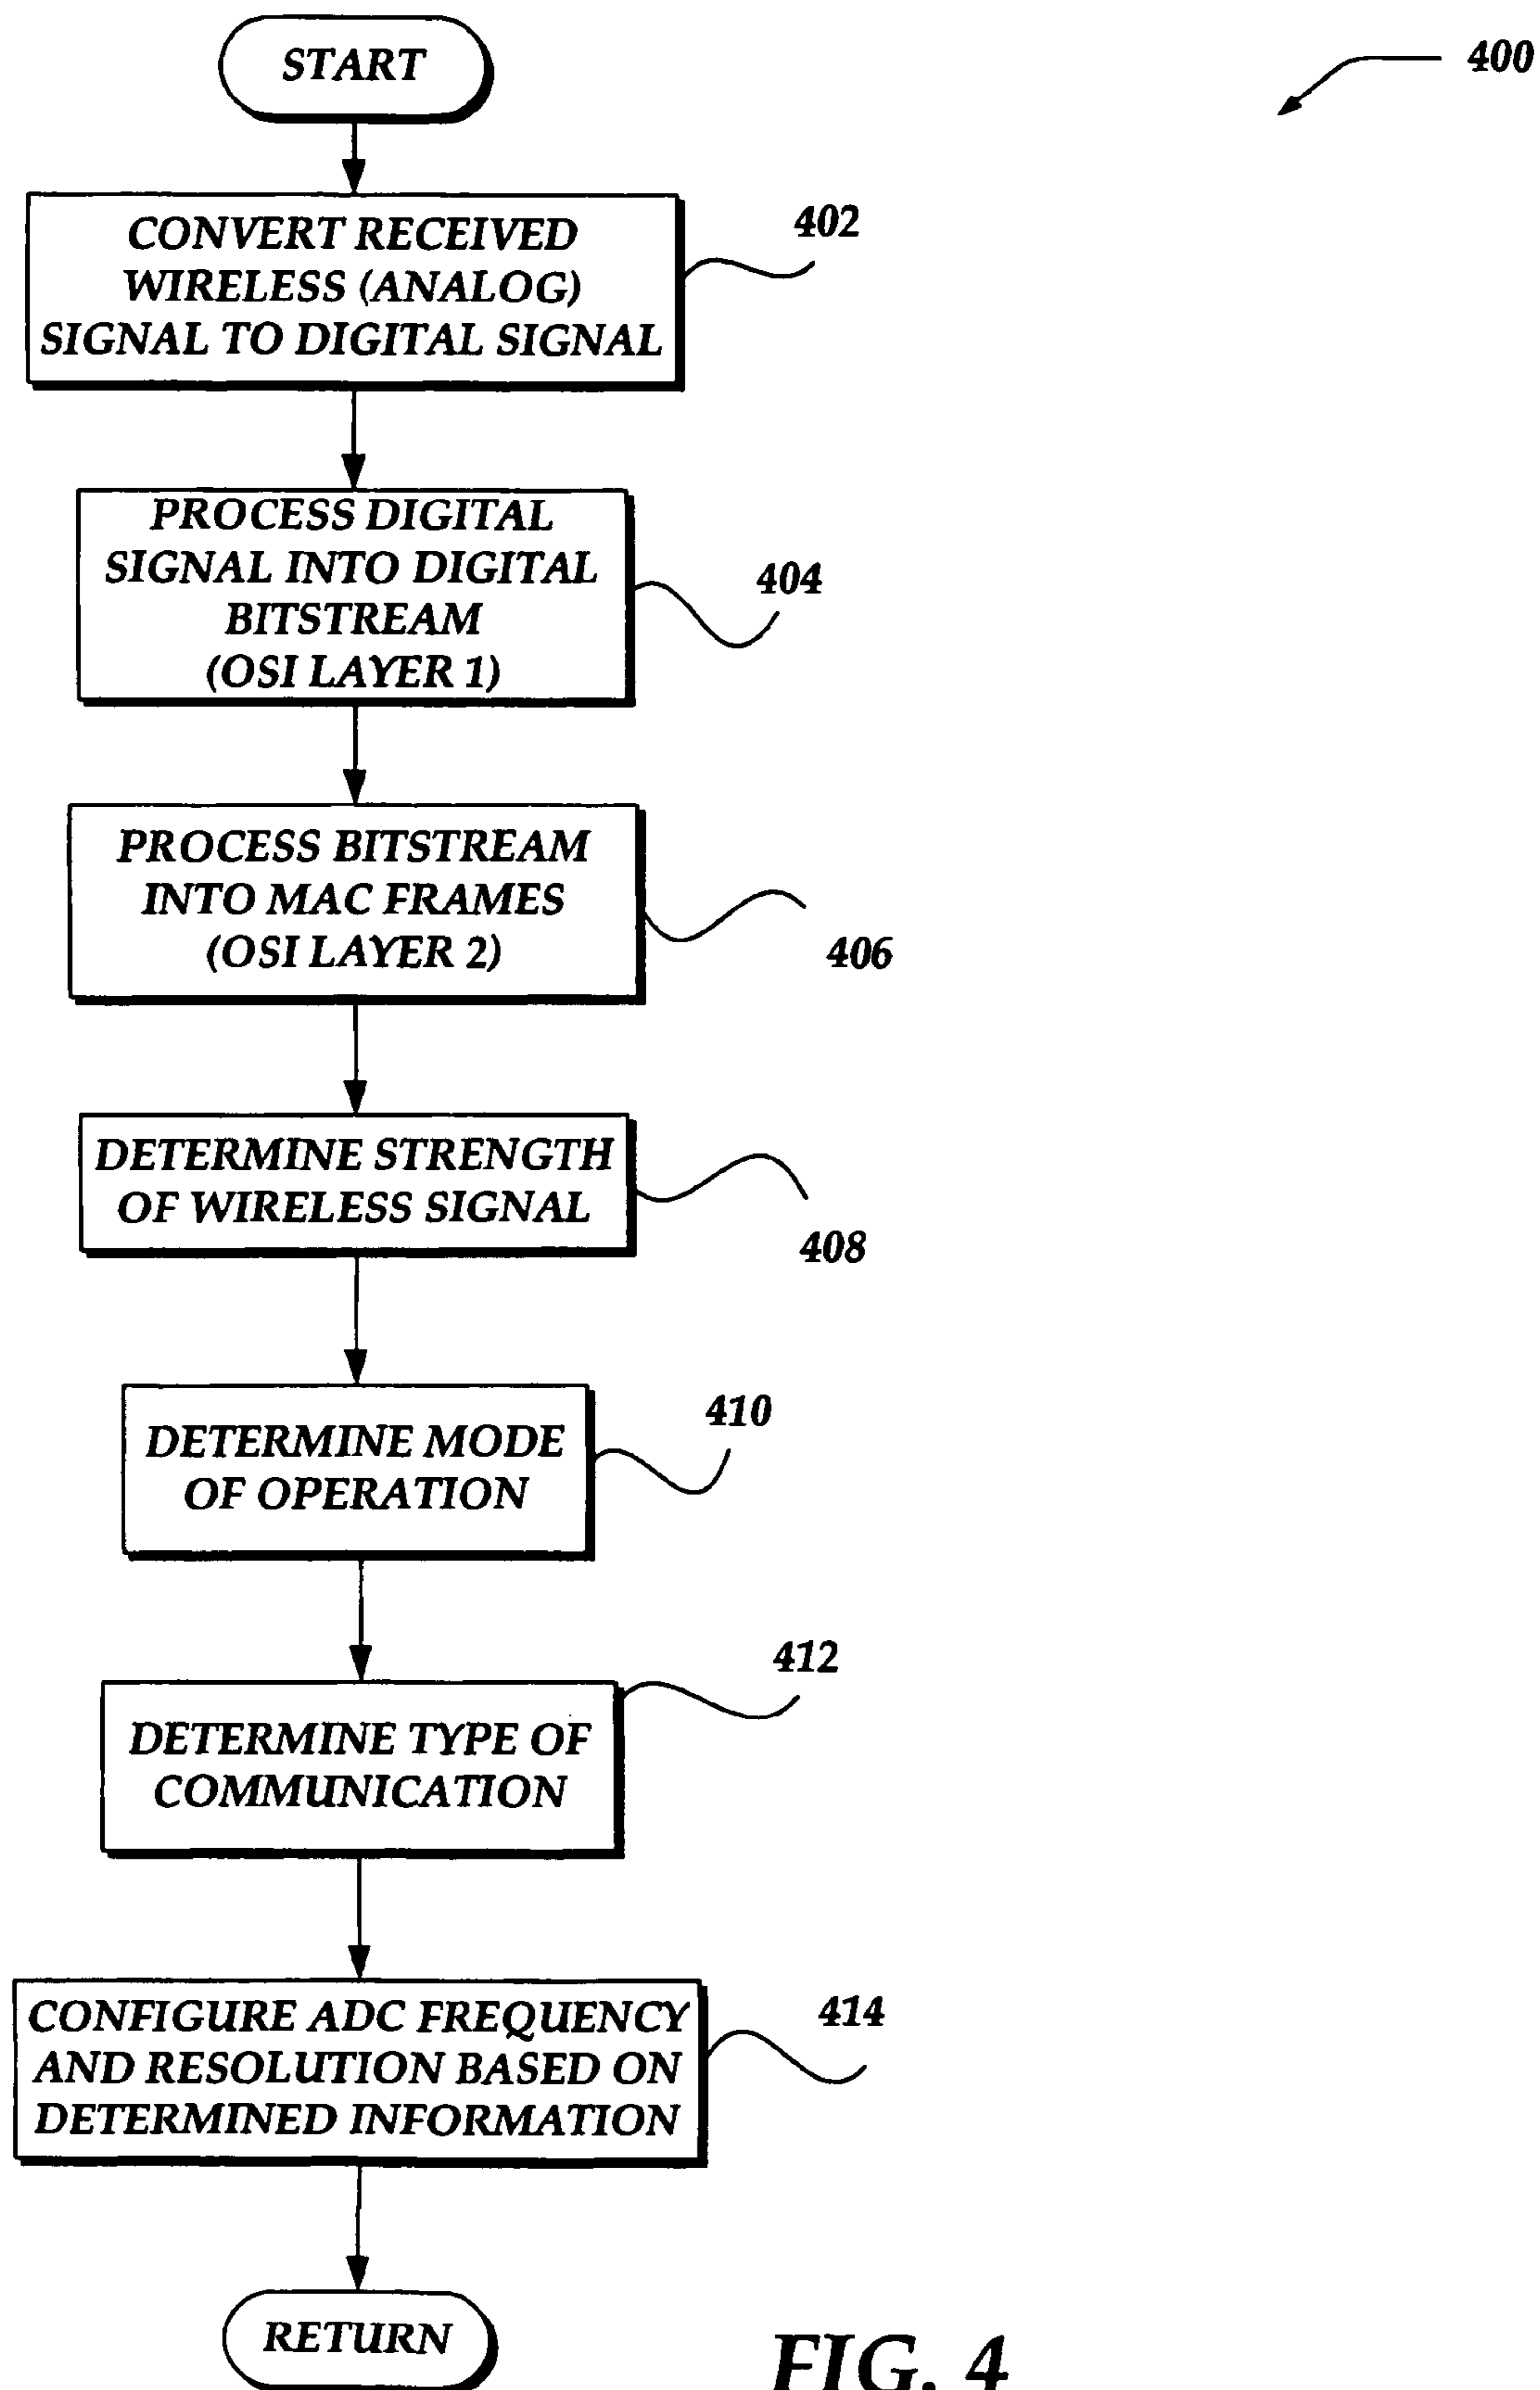 START
400
CONVERT RECEIVED
WIRELESS (ANALOG)
SIGNAL TO DIGITAL SIGNAL
402
PROCESS DIGITAL
SIGNAL INTO DIGITAL
BITSTREAM
(OSI LAYER 1)
404
PROCESS BITSTREAM
INTO MAC FRAMES
(OSI LAYER 2)
406
DETERMINE STRENGTH
OF WIRELESS SIGNAL
408
DETERMINE MODE
OF OPERATION
410
DETERMINE TYPE OF
COMMUNICATION
412
CONFIGURE ADC FREQUENCY
AND RESOLUTION BASED ON
DETERMINED INFORMATION
414
RETURN
FIG. 4